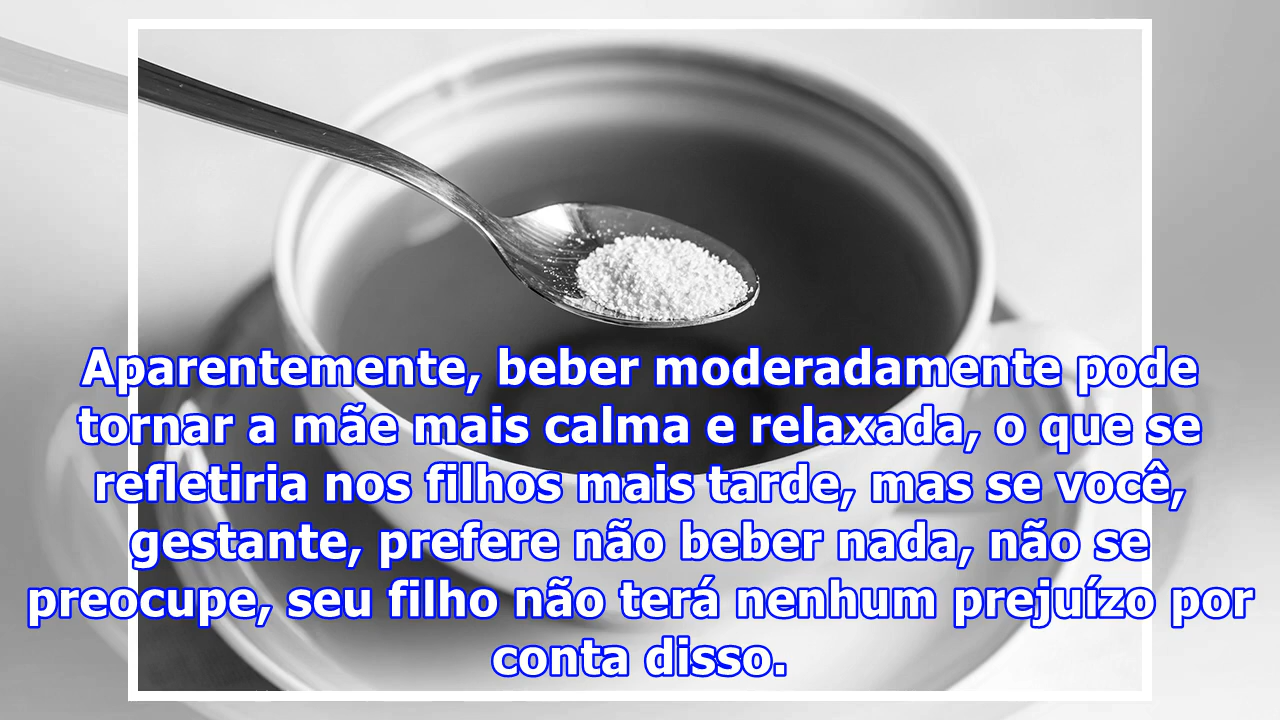 Aparentemente, beber moderadamente pode
tornar a mãe mais calma e relaxada, o que se
refletiria nos filhos mais tarde, mas se você,
gestante, prefere não beber nada, não se
preocupe, seu filho não terá nenhum prejuízo por
conta disso.